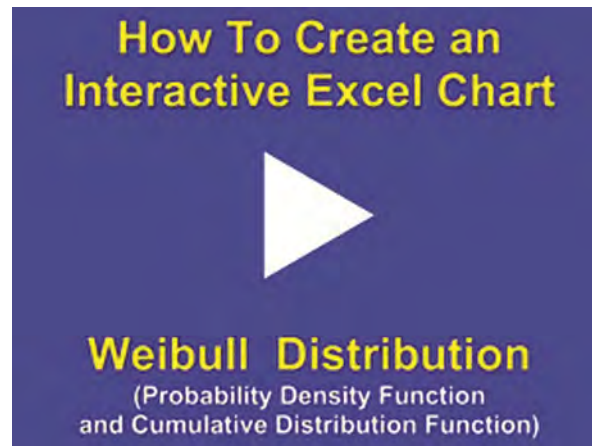 How To Create an
Interactive Excel Chart
Weibull Distribution
(Probability Density Function
and Cumulative Distribution Function)